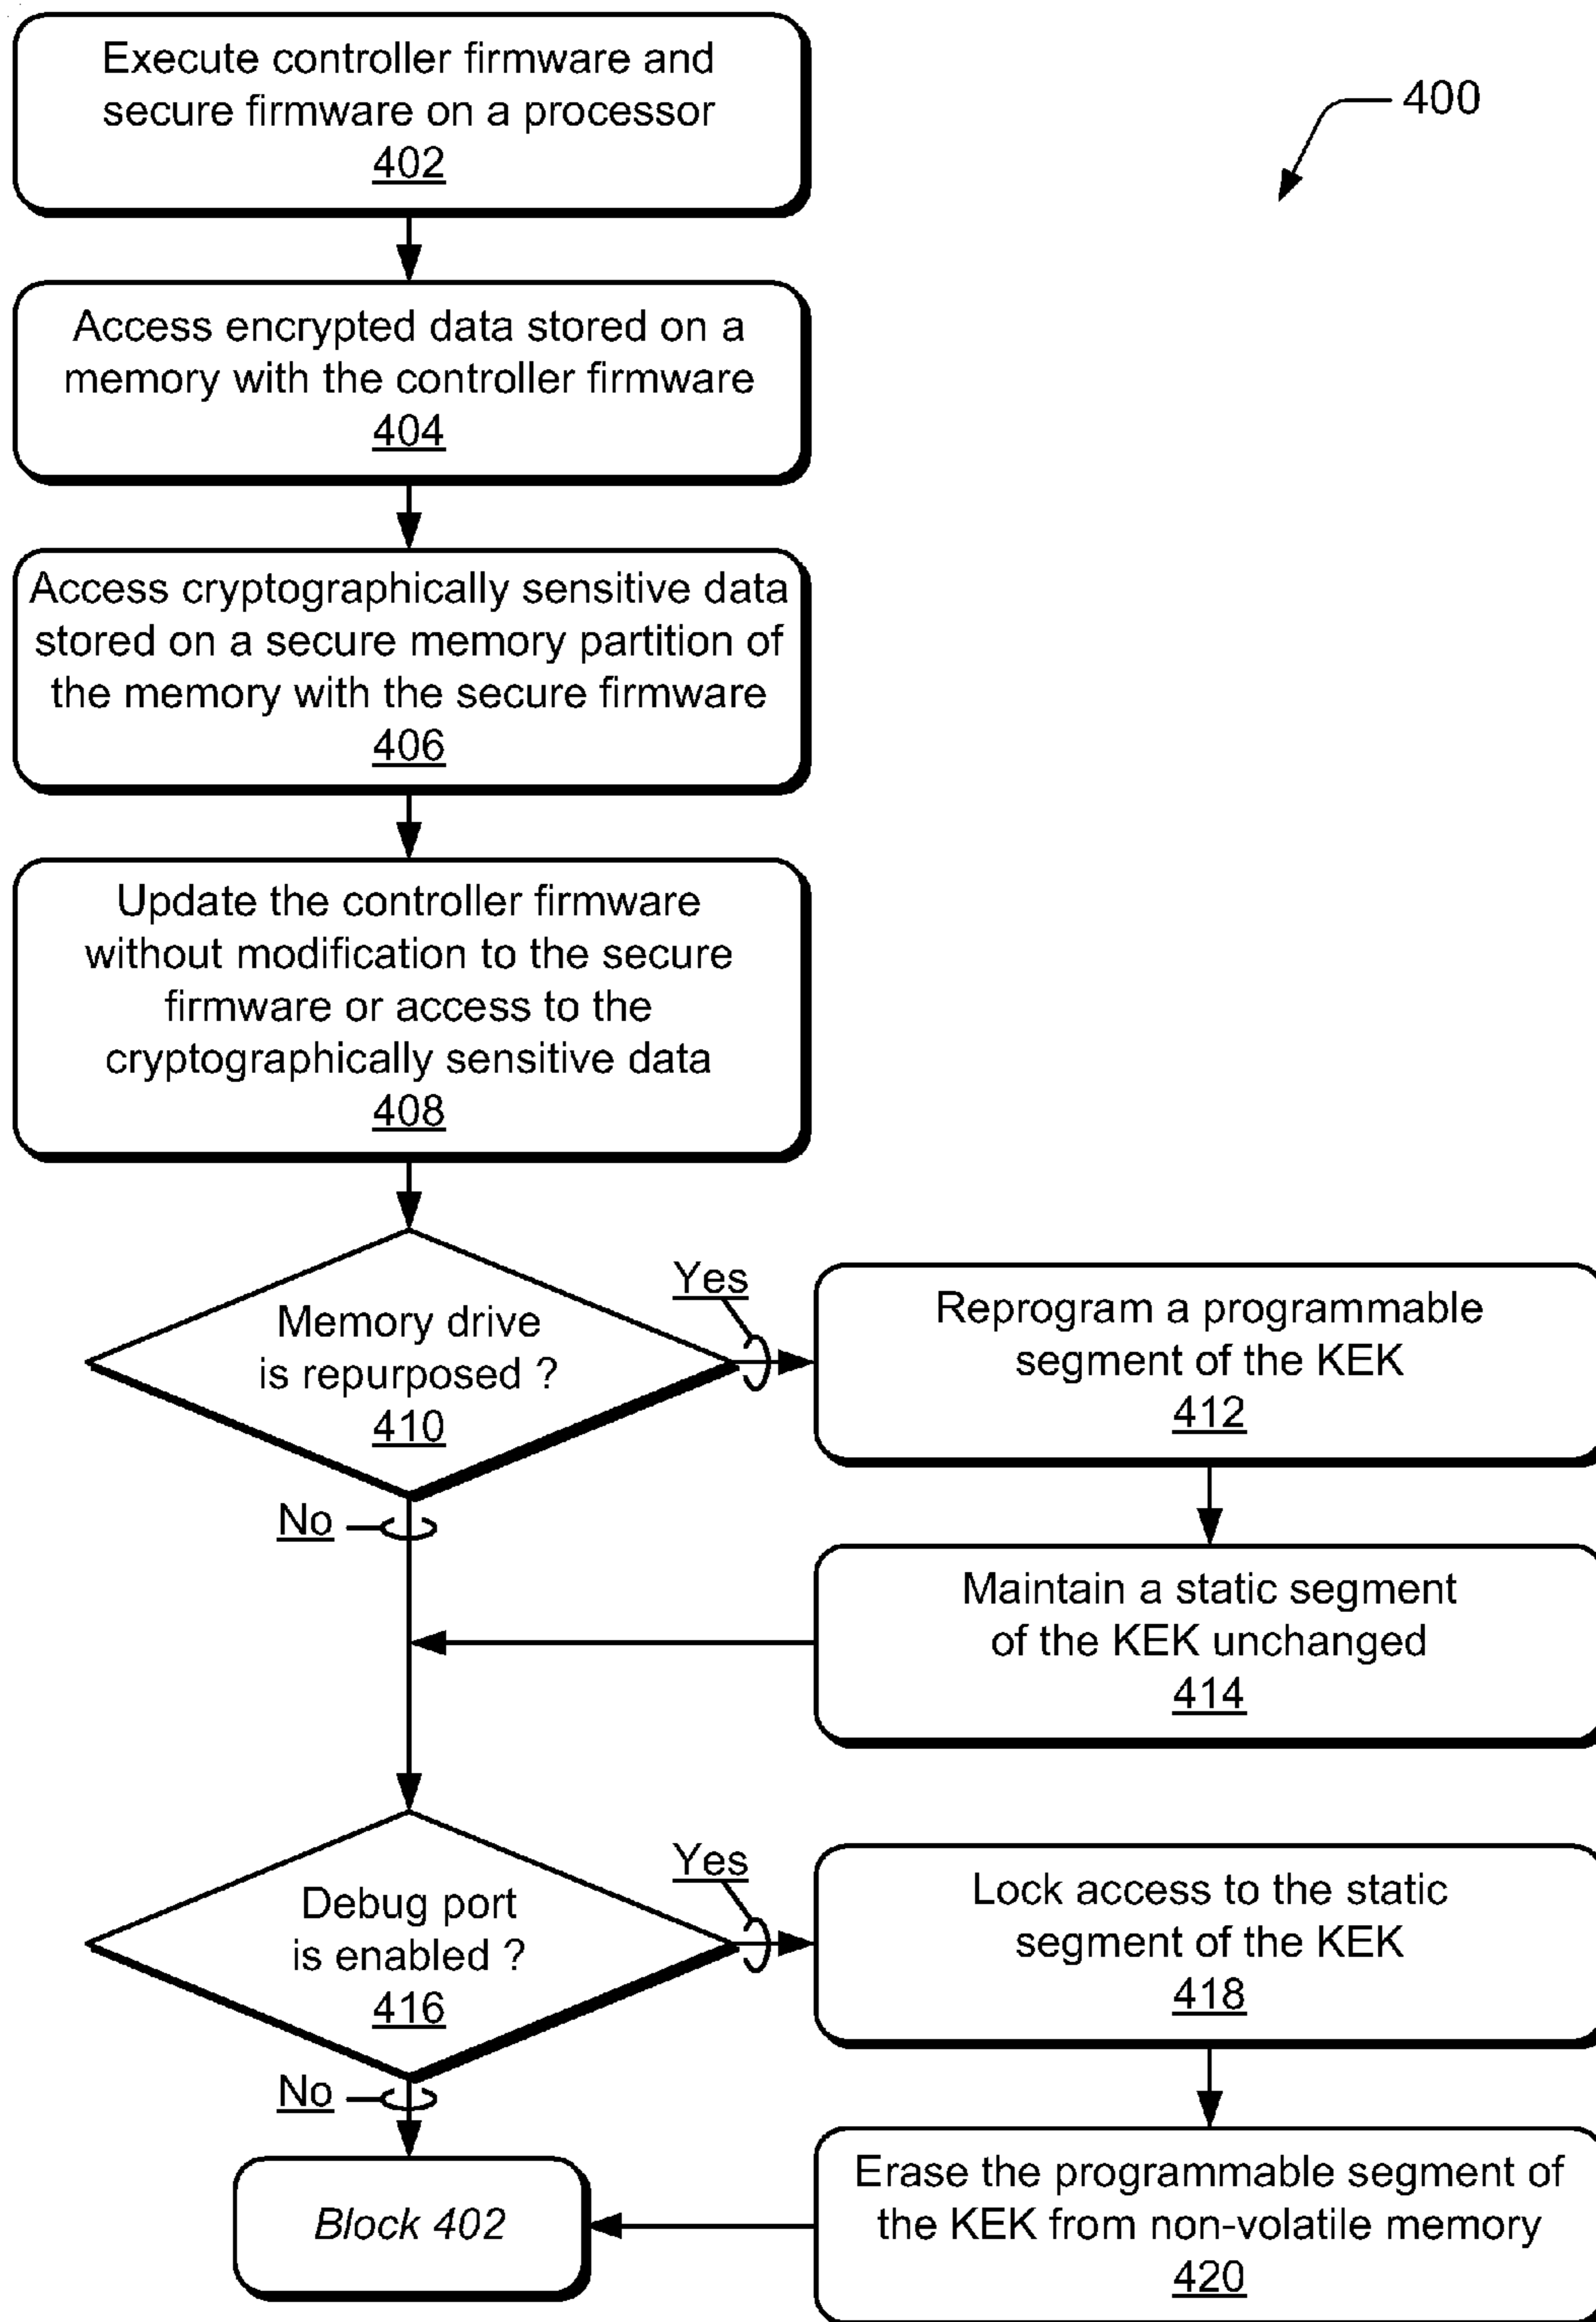 Execute controller firmware and
secure firmware on a processor
402
400
Access encrypted data stored on a
memory with the controller firmware
404
Access cryptographically sensitive data
stored on a secure memory partition of
the memory with the secure firmware
406
Update the controller firmware
without modification to the secure
firmware or access to the
cryptographically sensitive data
408
Memory drive
is repurposed ?
410
Yes
No
Reprogram a programmable
segment of the KEK
412
Maintain a static segment
of the KEK unchanged
414
Debug port
is enabled ?
416
Yes
No
Lock access to the static
segment of the KEK
418
Erase the programmable segment of
the KEK from non-volatile memory
420
Block 402